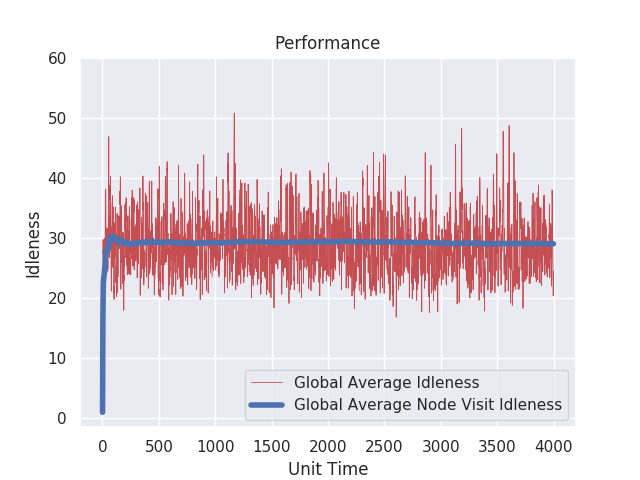 Performance
60
50
40
30
20
10
0
Idleness
Global Average Idleness
Global Average Node Visit Idleness
0 500 1000 1500 2000 2500 3000 3500 4000
Unit Time